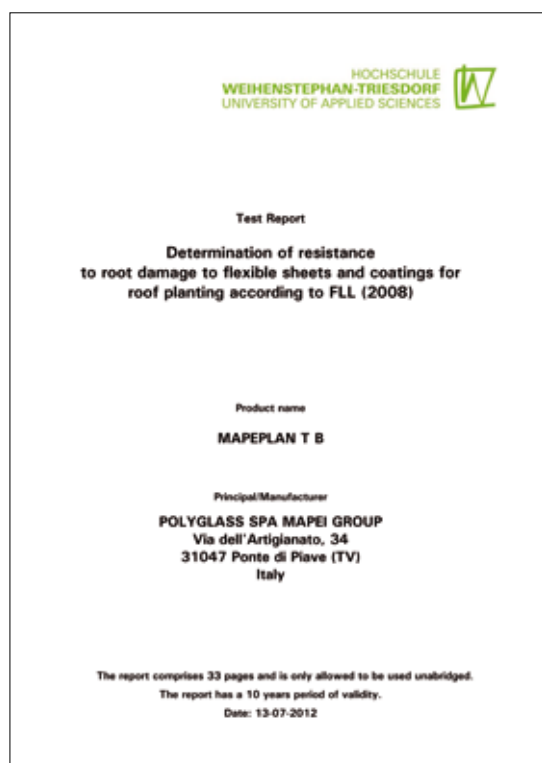 HOCHSCHULE
WEIHENSTEPHAN-TRIESDORF
UNIVERSITY OF APPLIED SCIENCES
Test Report
Determination of resistance
to root damage to flexible sheets and coatings for
roof planting according to FLL (2008)
Product name
MAPEPLAN T B
Principal/Manufacturer
POLYGLASS SPA MAPEI GROUP
Via dell'Artigianato, 34
31047 Ponte di Piave (TV)
Italy
The report comprises 33 pages and is only allowed to be used unabridged.
The report has a 10 years period of validity.
Date: 13-07-2012